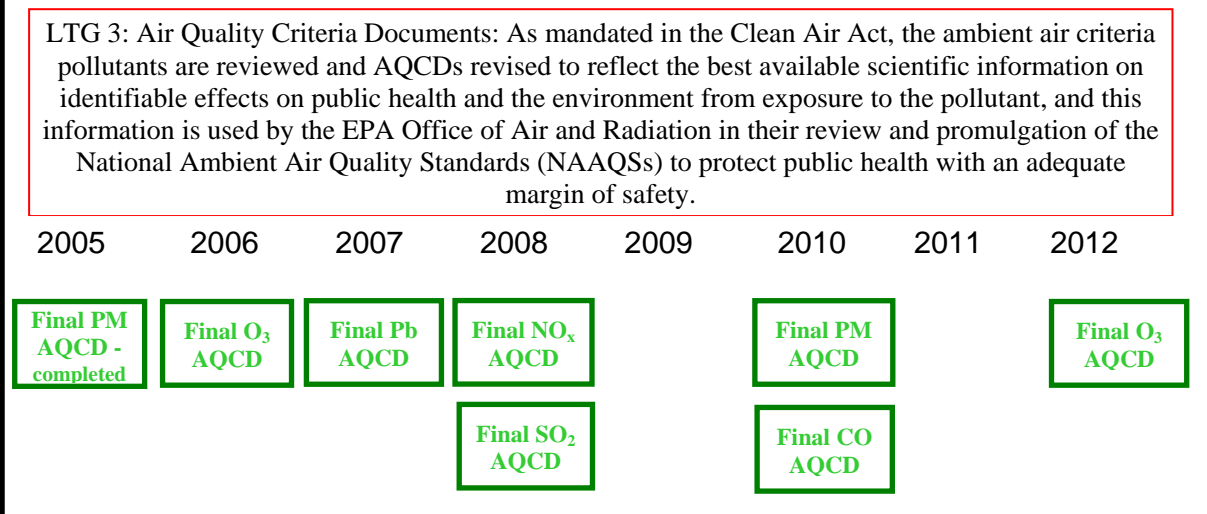 LTG 3: Air Quality Criteria Documents: As mandated in the Clean Air Act, the ambient air criteria
pollutants are reviewed and AQCDs revised to reflect the best available scientific information on
identifiable effects on public health and the environment from exposure to the pollutant, and this
information is used by the EPA Office of Air and Radiation in their review and promulgation of the
National Ambient Air Quality Standards (NAAQSs) to protect public health with an adequate
margin of safety.
2005 2006 2007 2008 2009 2010 2011 2012
Final PM
AQCD -
completed
Final O₃
AQCD
Final Pb
AQCD
Final NOₓ
AQCD
Final PM
AQCD
Final O₃
AQCD
Final SO₂
AQCD
Final CO
AQCD